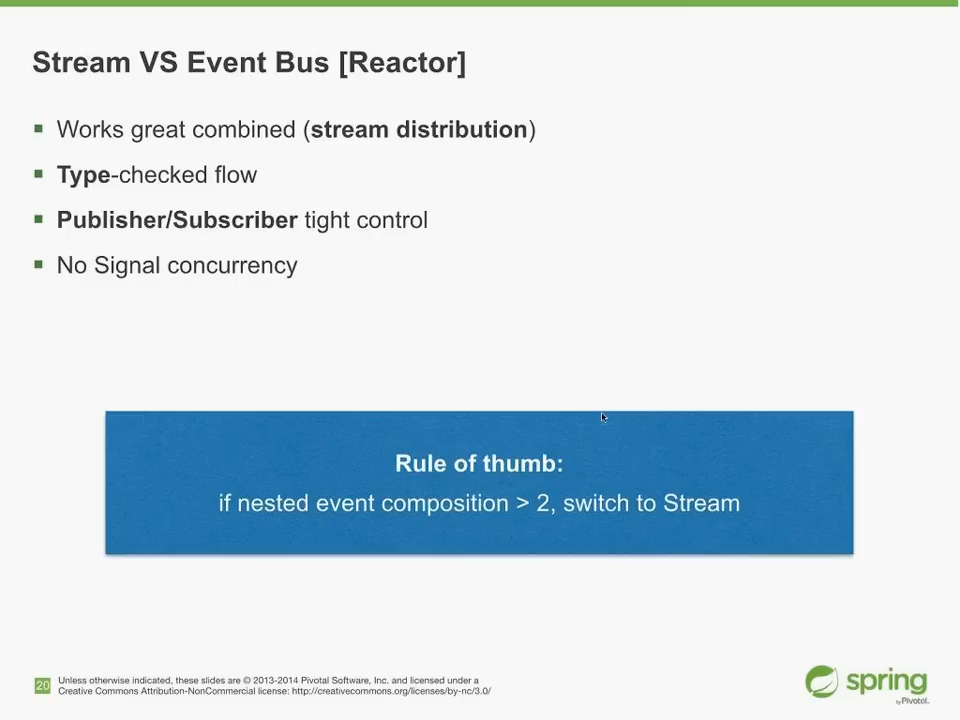 Stream VS Event Bus [Reactor]
Works great combined (stream distribution)
Type-checked flow
Publisher/Subscriber tight control
No Signal concurrency
Rule of thumb:
if nested event composition > 2, switch to Stream
20
Unless otherwise indicated, these slides are © 2013-2014 Pivotal Software, Inc. and licensed under a
Creative Commons Attribution-NonCommercial license: http://creativecommons.org/licenses/by-nc/3.0/
spring
by Pivotal.